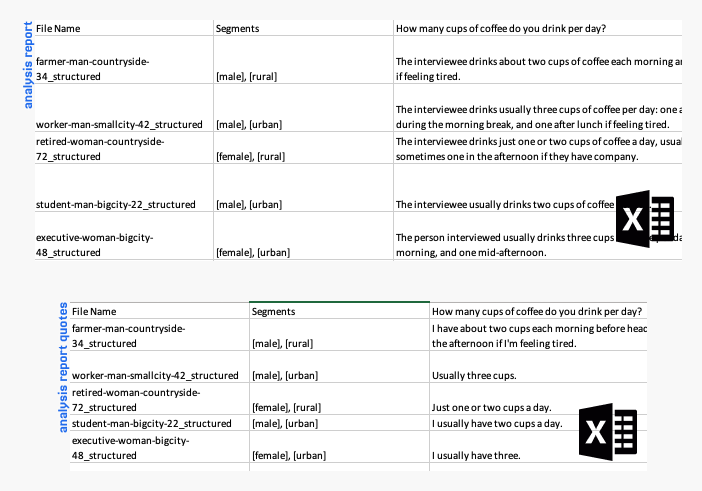 analysis report
File Name Segments How many cups of coffee do you drink per day?
farmer-man-countryside-
34_structured [male], [rural] The interviewee drinks about two cups of coffee each morning
if feeling tired.
worker-man-smallcity-42_structured [male], [urban] The interviewee drinks usually three cups of coffee per day: one
during the morning break, and one after lunch if feeling tired.
retired-woman-countryside-
72_structured [female], [rural] The interviewee drinks just one or two cups of coffee a day,
sometimes one in the afternoon if they have company.
student-man-bigcity-22_structured [male], [urban] The interviewee usually drinks two cups of coffee
executive-woman-bigcity-
48_structured [female], [urban] The person interviewed usually drinks three cups
morning, and one mid-afternoon.
X
analysis report quotes
File Name Segments How many cups of coffee do you drink per day?
farmer-man-countryside-
34_structured [male], [rural] I have about two cups each morning before
the afternoon if I'm feeling tired.
worker-man-smallcity-42_structured [male], [urban] Usually three cups.
retired-woman-countryside-
72_structured [female], [rural] Just one or two cups a day.
student-man-bigcity-22_structured [male], [urban] I usually have two cups a day.
executive-woman-bigcity-
48_structured [female], [urban] I usually have three.
X